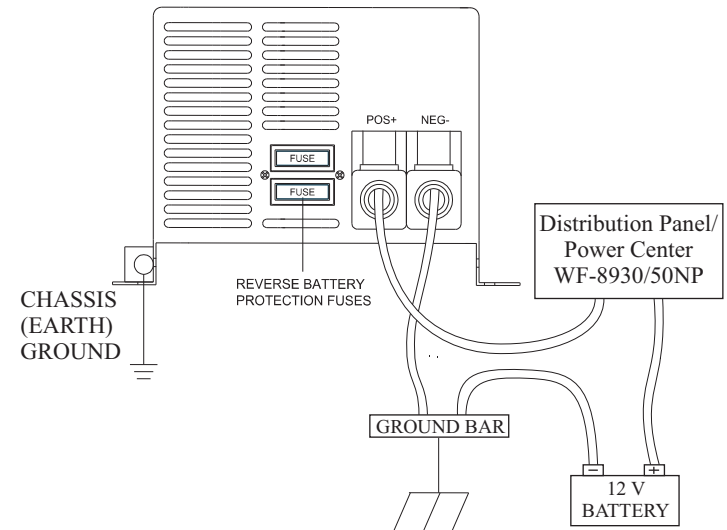 POS+ NEG-
FUSE
FUSE
REVERSE BATTERY
PROTECTION FUSES
CHASSIS
(EARTH)
GROUND
Distribution Panel/
Power Center
WF-8930/50NP
GROUND BAR
- +
12 V
BATTERY